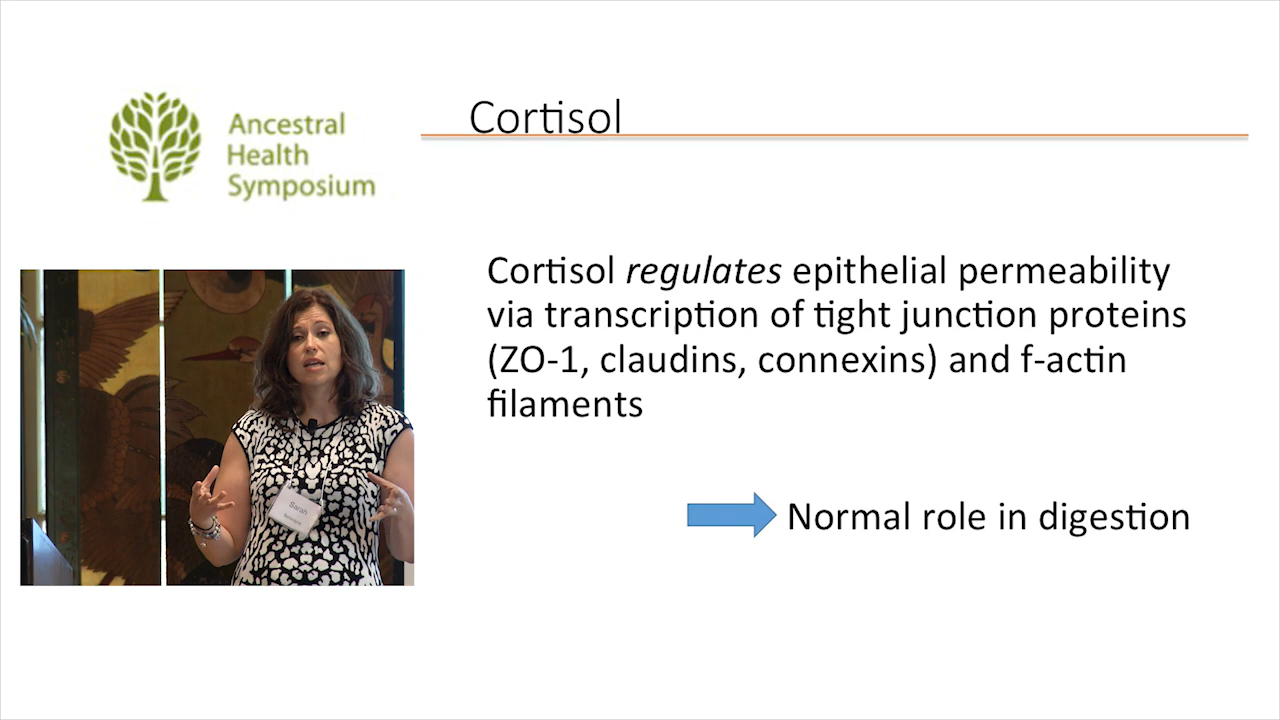 Ancestral
Health
Symposium
Cortisol
Cortisol regulates epithelial permeability
via transcription of tight junction proteins
(ZO-1, claudins, connexins) and f-actin
filaments
Normal role in digestion
Sarah